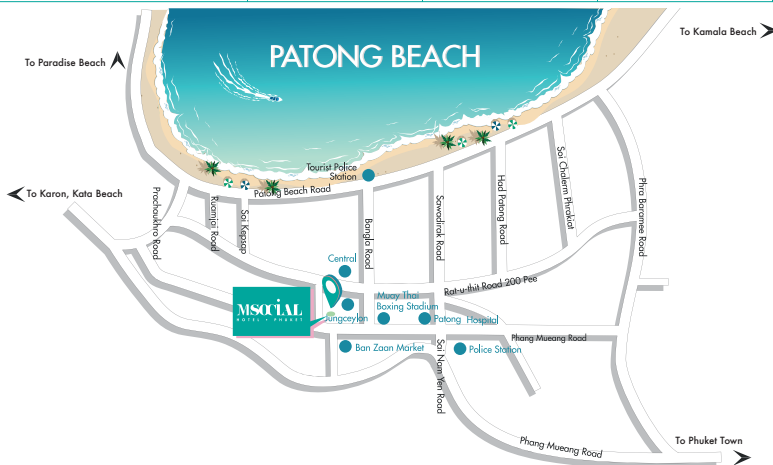 To Kamala Beach
PATONG BEACH
To Paradise Beach
Tourist Police
Station
Patong Beach Road
To Karon, Kata Beach
Prachaukhro Road
Ruamjai Road
Soi Kepsap
Bangla Road
Sawadirak Road
Had Patong Road
Soi Chalerm Phrakiat
Phra Baramee Road
Central
Rat-u-thit Road 200 Pee
Muay Thai
Boxing Stadium
MSOCIAL
HOTEL • PHUKET
Jungceylon
Patong Hospital
Phang Mueang Road
Ban Zaan Market
Police Station
Sai Nam Yen Road
Phang Mueang Road
To Phuket Town